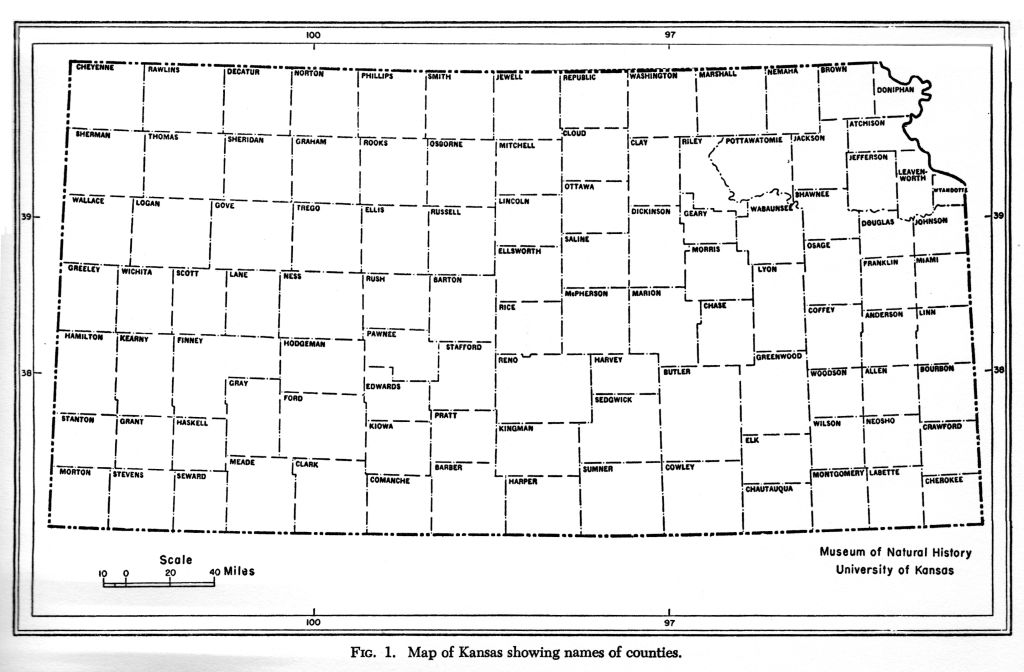 100 97
CHEYENNE RAWLINS DECATUR NORTON PHILLIPS SMITH JEWELL REPUBLIC WASHINGTON MARSHALL NEMAHA BROWN
DONIPHAN
ATCHISON
SHERMAN THOMAS SHERIDAN GRAHAM ROOKS OSBORNE MITCHELL CLOUD CLAY RILEY POTTAWATOMIE JACKSON
JEFFERSON
LEAVEN-
WORTH
WYANDOTTE
OTTAWA
SHAWNEE
39 WALLACE LOGAN GOVE TREGO ELLIS RUSSELL LINCOLN DICKINSON GEARY WABAUNSEE DOUGLAS JOHNSON 39
SALINE
ELLSWORTH MORRIS OSAGE
GREELEY WICHITA SCOTT LANE NESS RUSH BARTON LYON FRANKLIN MIAMI
RICE McPHERSON MARION CHASE COFFEY ANDERSON LINN
HAMILTON KEARNY FINNEY HODGEMAN PAWNEE STAFFORD
RENO HARVEY GREENWOOD
38 BUTLER WOODSON ALLEN BOURBON 38
GRAY FORD EDWARDS SEDGWICK
STANTON GRANT HASKELL KIOWA PRATT KINGMAN WILSON NEOSHO CRAWFORD
ELK
MORTON STEVENS SEWARD MEADE CLARK COMANCHE BARBER HARPER SUMNER COWLEY MONTGOMERY LABETTE CHEROKEE
CHAUTAUQUA
Scale
10 0 20 40 Miles
Museum of Natural History
University of Kansas
100 97
FIG. 1. Map of Kansas showing names of counties.